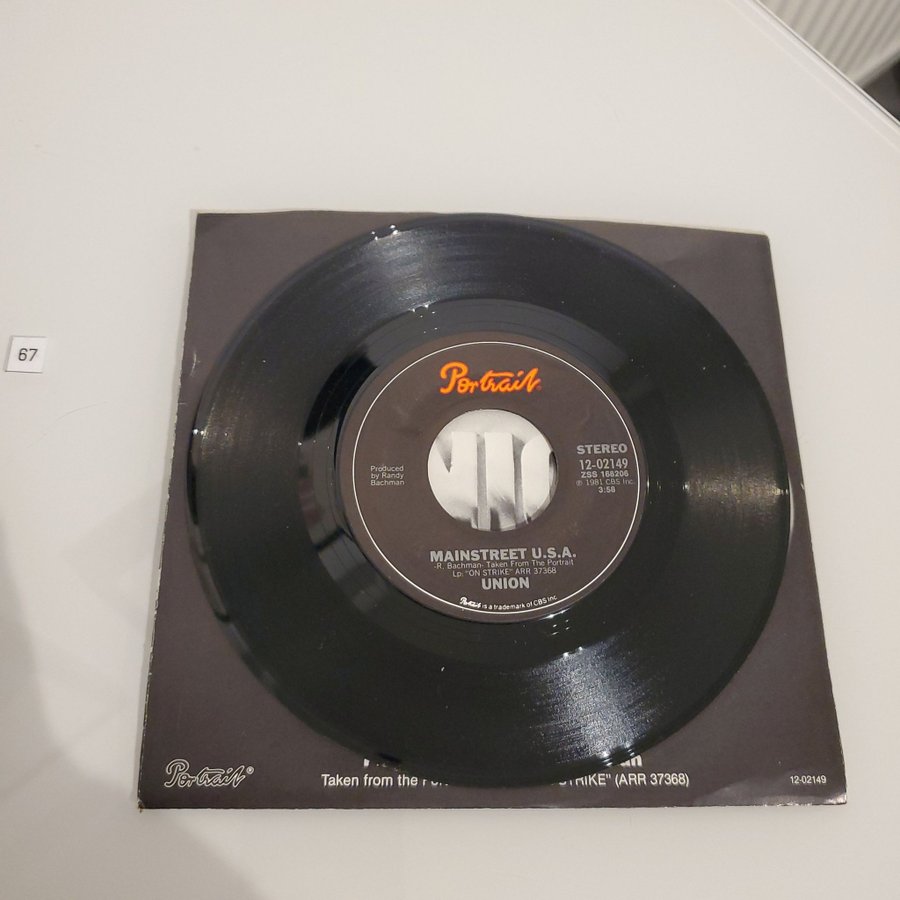 67
Portrait
STEREO
12-02149
ZSS 168206
℗ 1981 CBS Inc.
3:58
Produced
by Randy
Bachman
MAINSTREET U.S.A.
-R. Bachman- Taken From The Portrait
Lp. "ON STRIKE" ARR 37368
UNION
Portrait is a trademark of CBS Inc.
Portrait®
Taken from the STRIKE" (ARR 37368)
12-02149